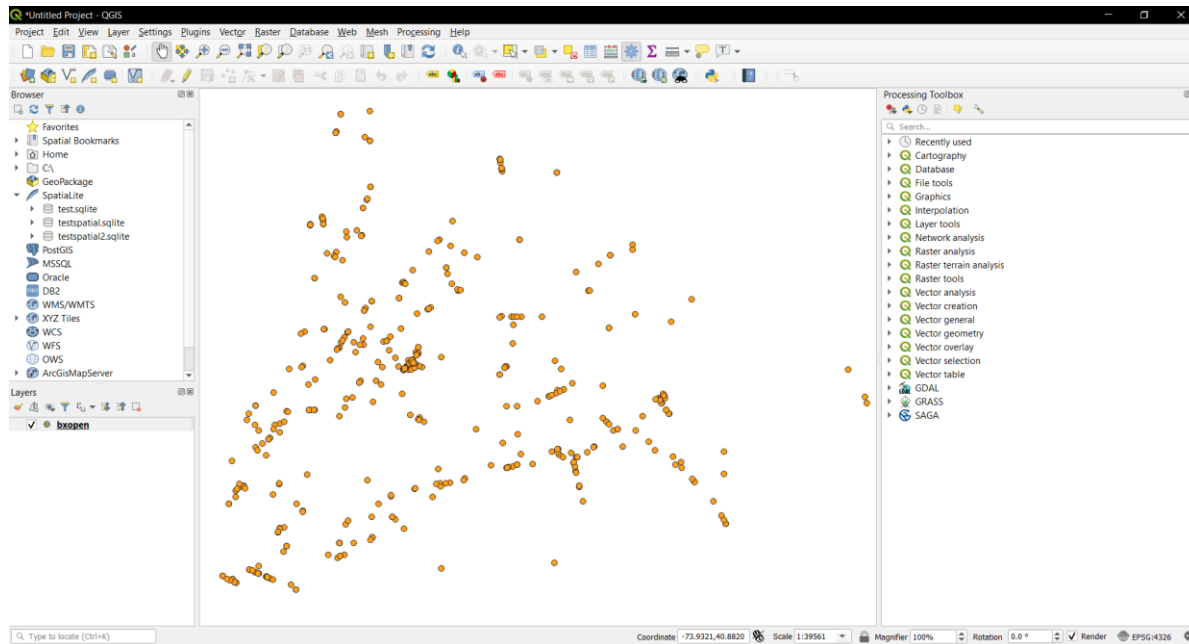 *Untitled Project - QGIS
Project Edit View Layer Settings Plugins Vector Raster Database Web Mesh Processing Help
Browser
Favorites
Spatial Bookmarks
Home
C:\
GeoPackage
SpatiaLite
test.sqlite
testspatial.sqlite
testspatial2.sqlite
PostGIS
MSSQL
Oracle
DB2
WMS/WMTS
XYZ Tiles
WCS
WFS
OWS
ArcGisMapServer
Layers
bxopen
Processing Toolbox
Search...
Recently used
Cartography
Database
File tools
Graphics
Interpolation
Layer tools
Network analysis
Raster analysis
Raster terrain analysis
Raster tools
Vector analysis
Vector creation
Vector general
Vector geometry
Vector overlay
Vector selection
Vector table
GDAL
GRASS
SAGA
Type to locate (Ctrl+K)
Coordinate -73.9321,40.8820 Scale 1:39561 Magnifier 100% Rotation 0.0 ° Render EPSG:4326